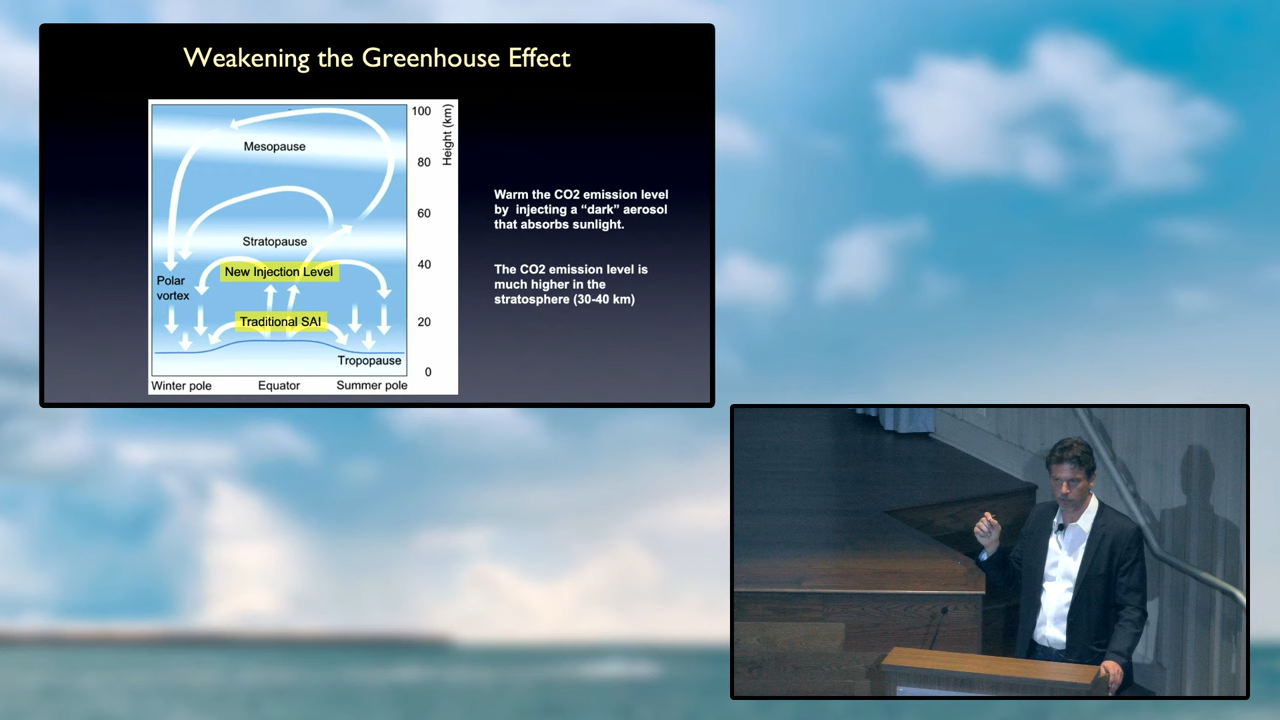 Weakening the Greenhouse Effect
100
Height (km)
Mesopause
80
60
Stratopause
40
New Injection Level
Polar
vortex
Traditional SAI
20
Tropopause
0
Winter pole
Equator
Summer pole
Warm the CO2 emission level
by injecting a “dark” aerosol
that absorbs sunlight.
The CO2 emission level is
much higher in the
stratosphere (30-40 km)